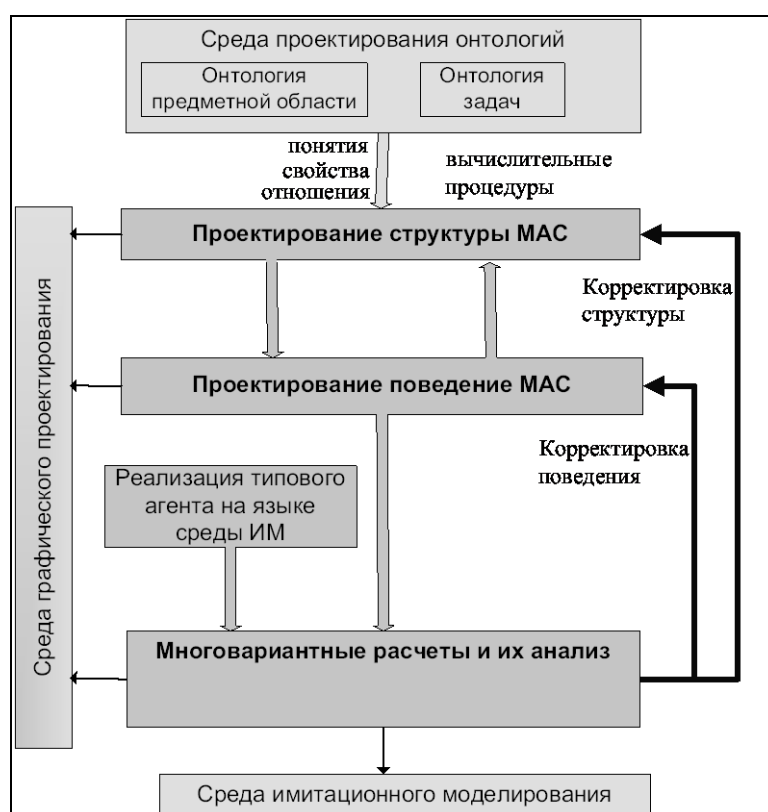 Среда проектирования онтологий
Онтология
предметной области
Онтология
задач
понятия
свойства
отношения
вычислительные
процедуры
Проектирование структуры МАС
Корректировка
структуры
Проектирование поведение МАС
Корректировка
поведения
Реализация типового
агента на языке
среды ИМ
Среда графического проектирования
Многовариантные расчеты и их анализ
Среда имитационного моделирования